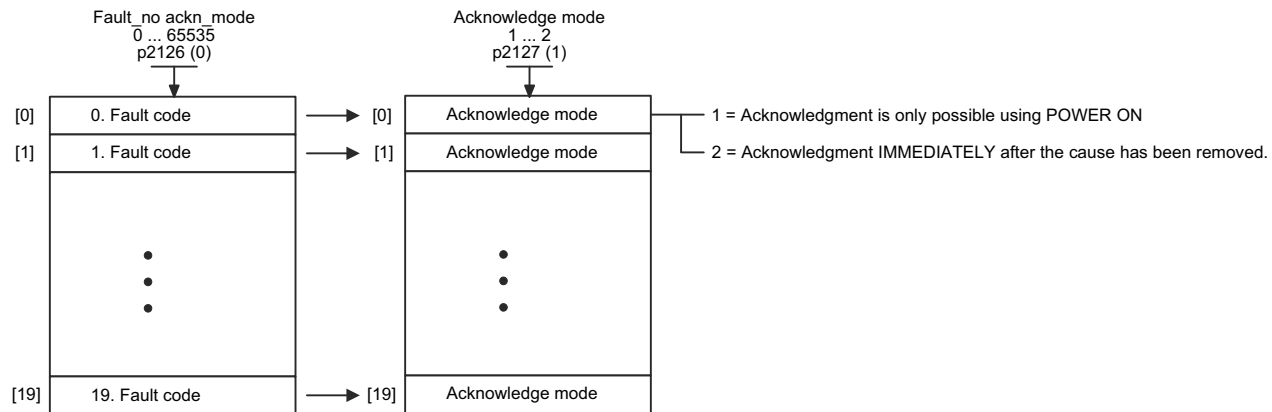 Fault_no ackn_mode
0 ... 65535
p2126 (0)
Acknowledge mode
1 ... 2
p2127 (1)
[0] 0. Fault code [0] Acknowledge mode 1 = Acknowledgment is only possible using POWER ON
[1] 1. Fault code [1] Acknowledge mode 2 = Acknowledgment IMMEDIATELY after the cause has been removed.
[19] 19. Fault code [19] Acknowledge mode